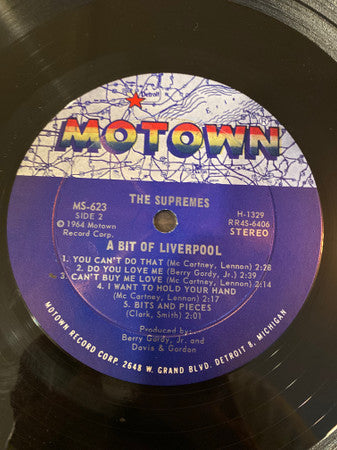 Detroit
MOTOWN
THE SUPREMES
MS-623
SIDE 2
℗ 1964 Motown
Record Corp.
H-1329
RR4S-6406
STEREO
A BIT OF LIVERPOOL
1. YOU CAN'T DO THAT (Mc Cartney, Lennon) 2:28
2. DO YOU LOVE ME (Berry Gordy, Jr.) 2:39
3. CAN'T BUY ME LOVE (Mc Cartney, Lennon) 2:14
4. I WANT TO HOLD YOUR HAND
(Mc Cartney, Lennon) 2:17
5. BITS AND PIECES
(Clark, Smith) 2:01
Produced by:
Berry Gordy, Jr. and
Davis & Gordon
MOTOWN RECORD CORP. 2648 W. GRAND BLVD. DETROIT 8, MICHIGAN